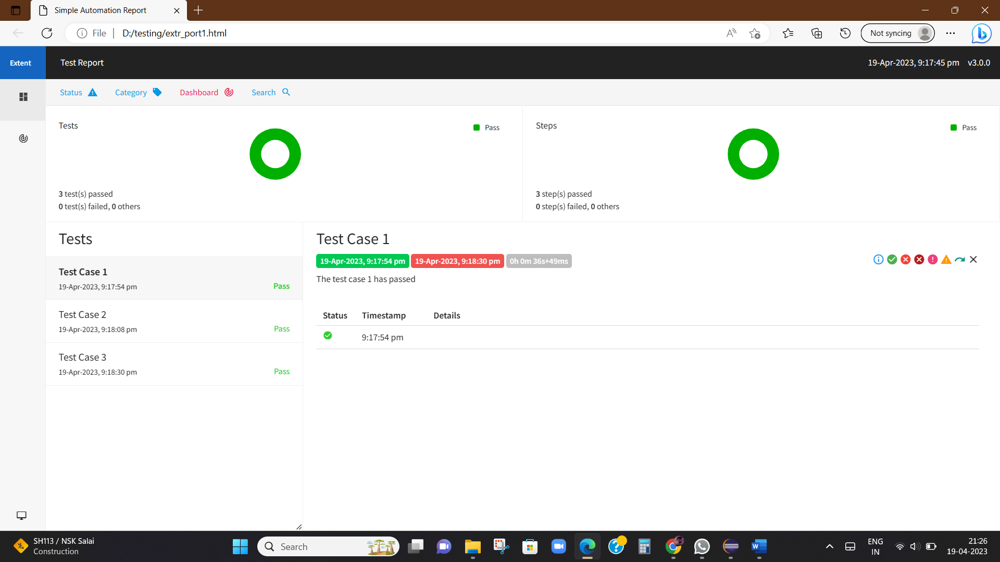 Simple Automation Report
File
D:/testing/extr_port1.html
Not syncing
Extent
Test Report
19-Apr-2023, 9:17:45 pm
v3.0.0
Status
Category
Dashboard
Search
Tests
Pass
3 test(s) passed
0 test(s) failed, 0 others
Steps
Pass
3 step(s) passed
0 step(s) failed, 0 others
Tests
Test Case 1
19-Apr-2023, 9:17:54 pm
Pass
Test Case 2
19-Apr-2023, 9:18:08 pm
Pass
Test Case 3
19-Apr-2023, 9:18:30 pm
Pass
Test Case 1
19-Apr-2023, 9:17:54 pm
19-Apr-2023, 9:18:30 pm
0h 0m 36s+49ms
The test case 1 has passed
Status Timestamp Details
9:17:54 pm
SH113 / NSK Salai
Construction
Search
ENG
IN
21:26
19-04-2023